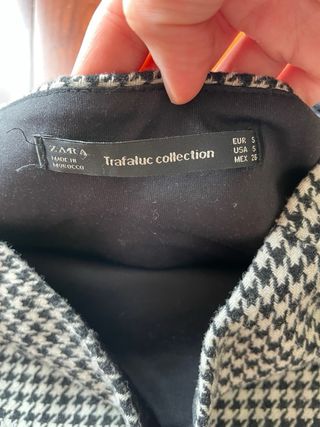 ZARA
MADE IN
MOROCCO
Trafaluc collection
EUR S
USA S
MEX 26